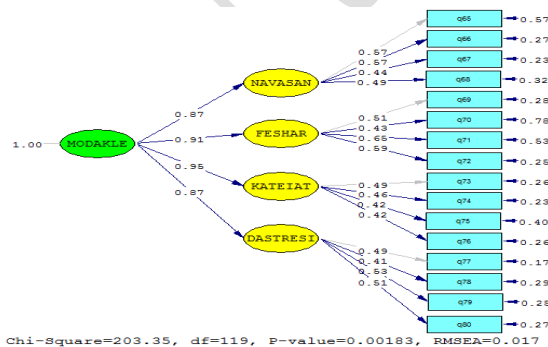 q65 0.57
0.57 q66 0.27
0.57
0.44 q67 0.23
NAVASAN 0.49 q68 0.32
0.87 q69 0.28
0.51
FESHAR 0.43 q70 0.78
0.91 0.65 q71 0.53
1.00 MODAKLE 0.59 q72 0.28
0.95 0.49 q73 0.26
KATEIAT 0.46 q74 0.23
0.42 q75 0.40
0.87 0.42 q76 0.26
DASTRESI 0.49 q77 0.17
0.41 q78 0.29
0.53
0.51 q79 0.28
q80 0.27
Chi-Square=203.35, df=119, P-value=0.00183, RMSEA=0.017